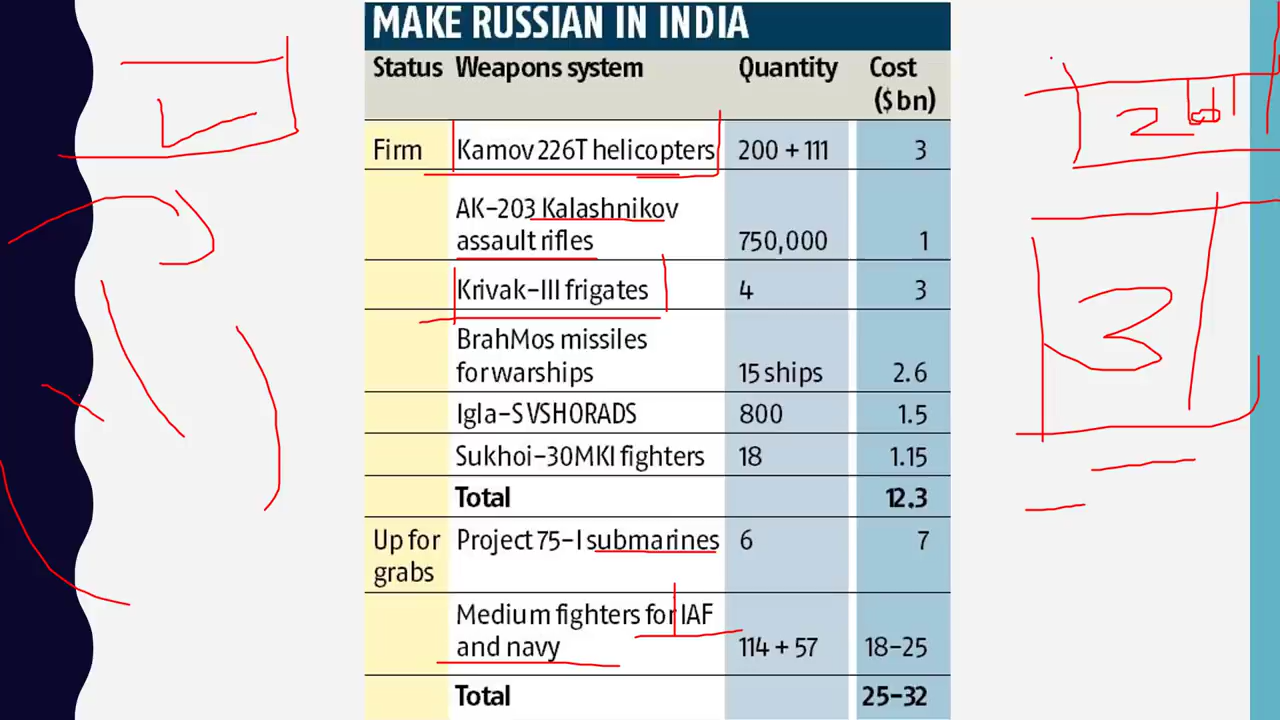 MAKE RUSSIAN IN INDIA
Status Weapons system Quantity Cost
($ bn)
Firm Kamov 226T helicopters 200 + 111 3
AK-203 Kalashnikov
assault rifles 750,000 1
Krivak-III frigates 4 3
BrahMos missiles
for warships 15 ships 2.6
Igla-S VSHORADS 800 1.5
Sukhoi-30MKI fighters 18 1.15
Total 12.3
Up for Project 75-I submarines 6 7
grabs
Medium fighters for IAF
and navy 114 + 57 18-25
Total 25-32
2
3